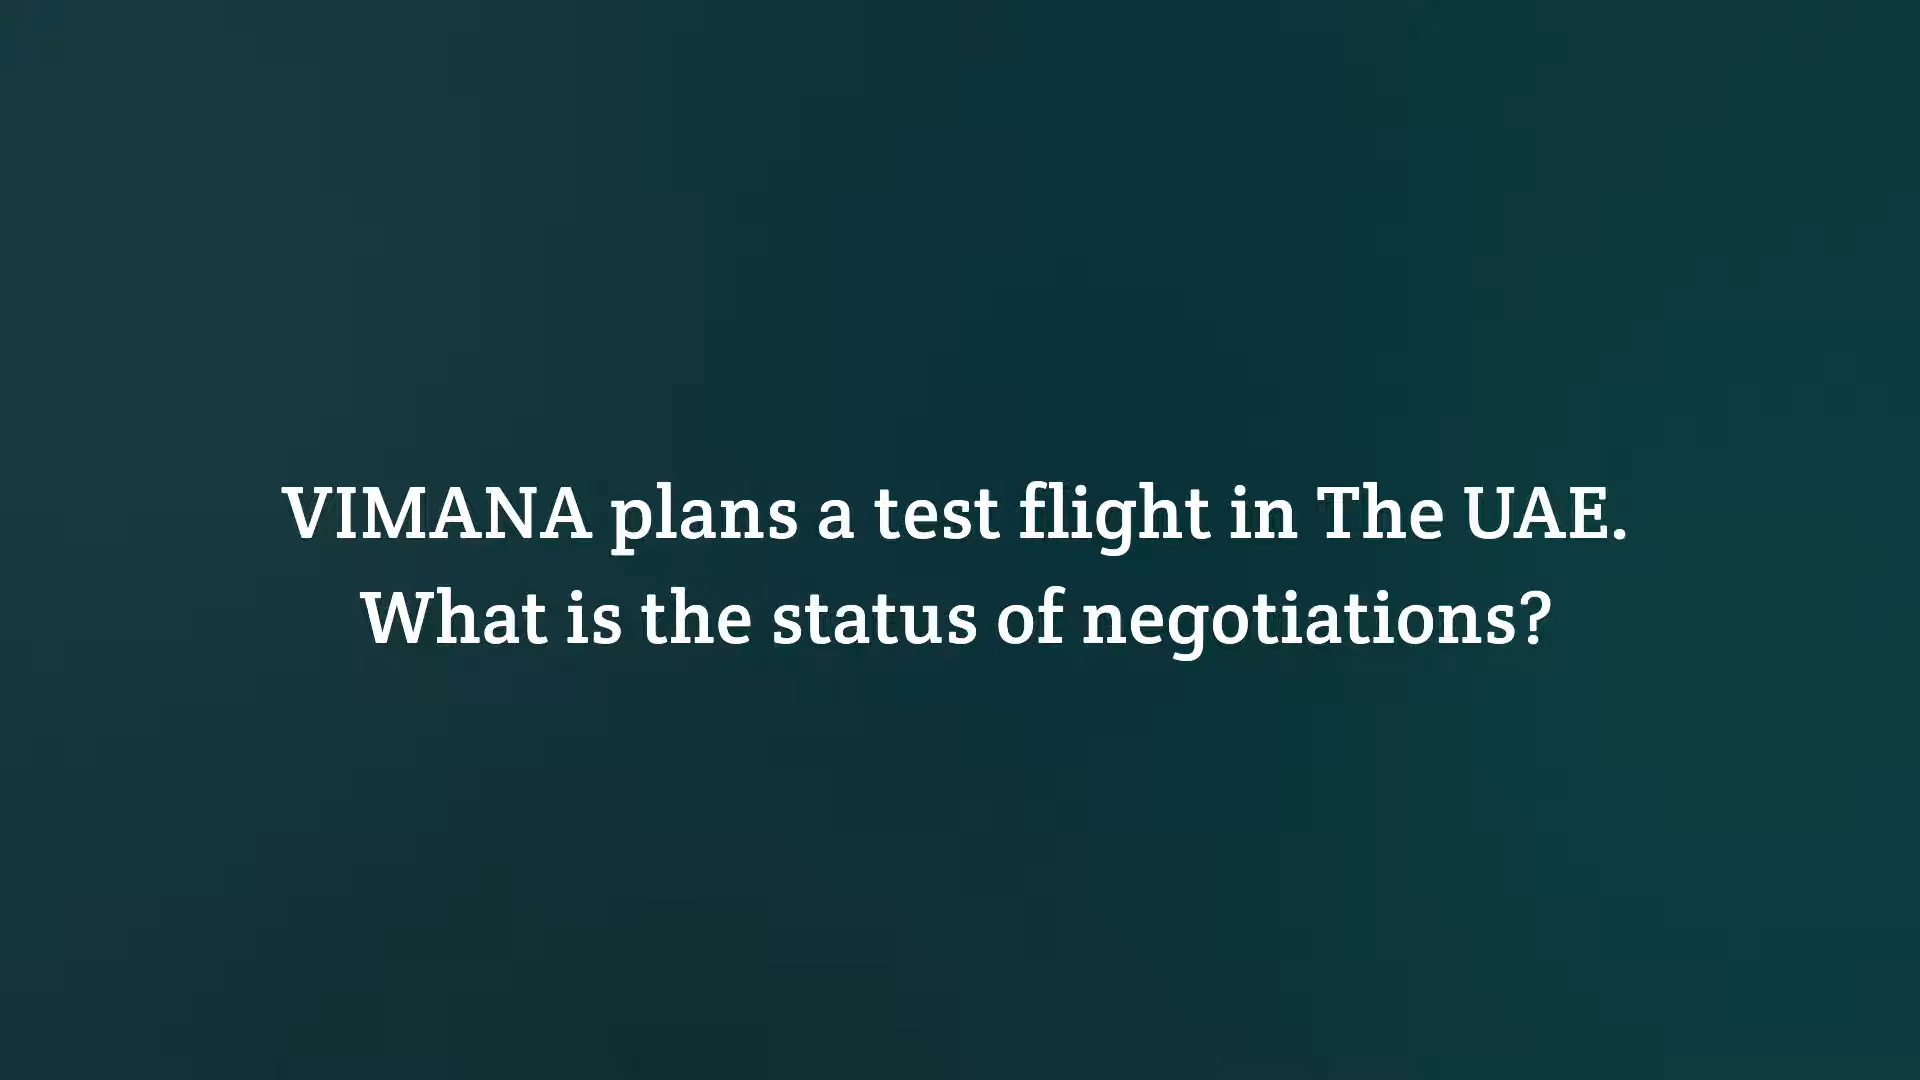 VIMANA plans a test flight in The UAE.
What is the status of negotiations?